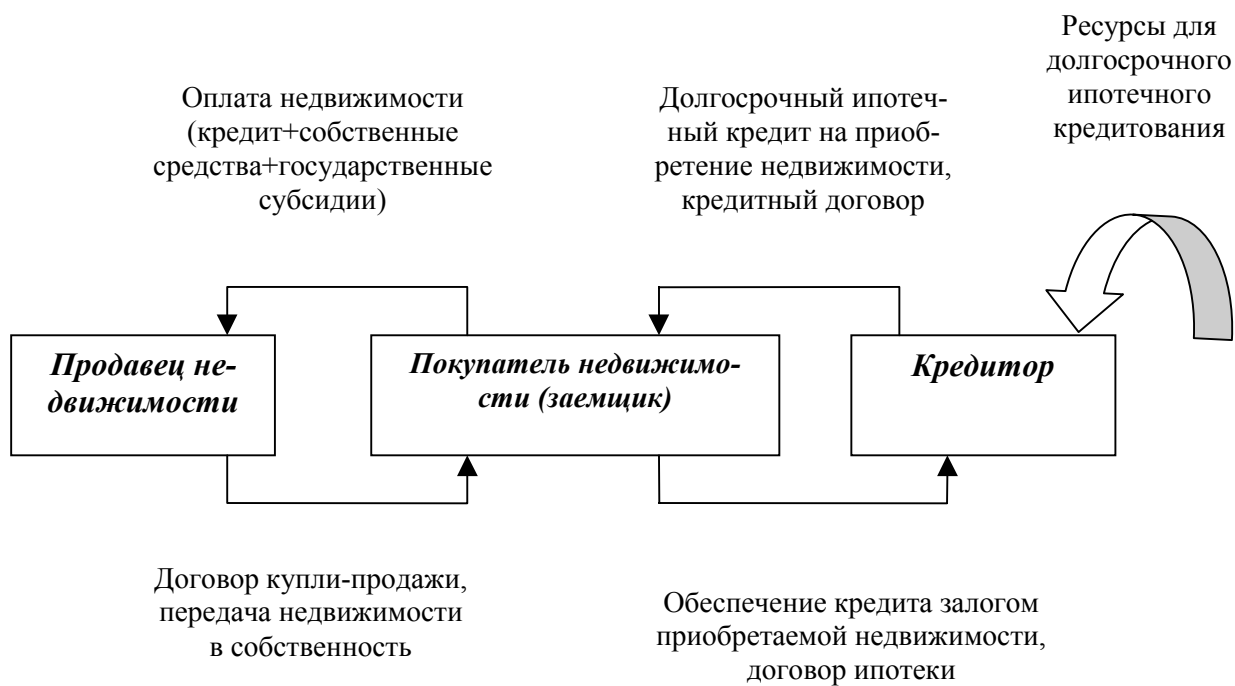 Ресурсы для
долгосрочного
ипотечного
кредитования
Оплата недвижимости
(кредит+собственные
средства+государственные
субсидии)
Долгосрочный ипотеч-
ный кредит на приоб-
ретение недвижимости,
кредитный договор
Продавец не-
движимости
Покупатель недвижимо-
сти (заемщик)
Кредитор
Договор купли-продажи,
передача недвижимости
в собственность
Обеспечение кредита залогом
приобретаемой недвижимости,
договор ипотеки